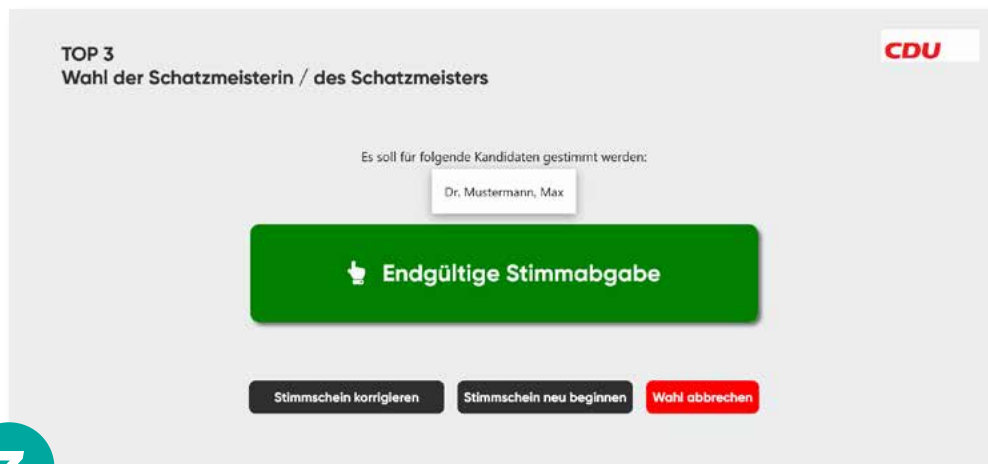 TOP 3
Wahl der Schatzmeisterin / des Schatzmeisters
CDU
Es soll für folgende Kandidaten gestimmt werden:
Dr. Mustermann, Max
Endgültige Stimmabgabe
Stimmschein korrigieren
Stimmschein neu beginnen
Wahl abbrechen